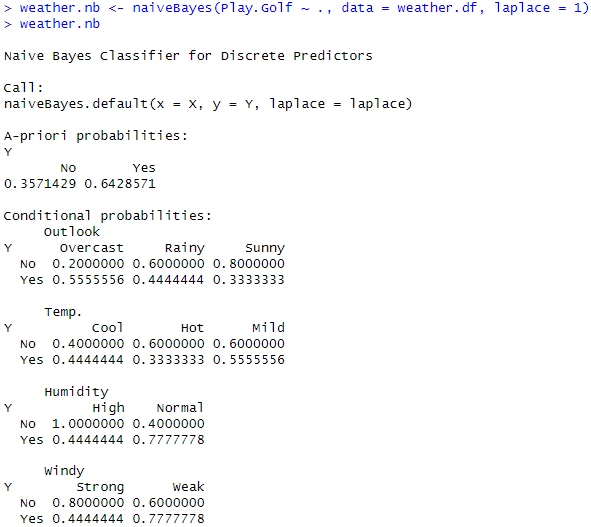 > weather.nb <- naiveBayes(Play.Golf ~ ., data = weather.df, laplace = 1)
> weather.nb
Naive Bayes Classifier for Discrete Predictors
Call:
naiveBayes.default(x = X, y = Y, laplace = laplace)
A-priori probabilities:
Y
No Yes
0.3571429 0.6428571
Conditional probabilities:
Outlook
Y Overcast Rainy Sunny
No 0.2000000 0.6000000 0.8000000
Yes 0.5555556 0.4444444 0.3333333
Temp.
Y Cool Hot Mild
No 0.4000000 0.6000000 0.6000000
Yes 0.4444444 0.3333333 0.5555556
Humidity
Y High Normal
No 1.0000000 0.4000000
Yes 0.4444444 0.7777778
Windy
Y Strong Weak
No 0.8000000 0.6000000
Yes 0.4444444 0.7777778